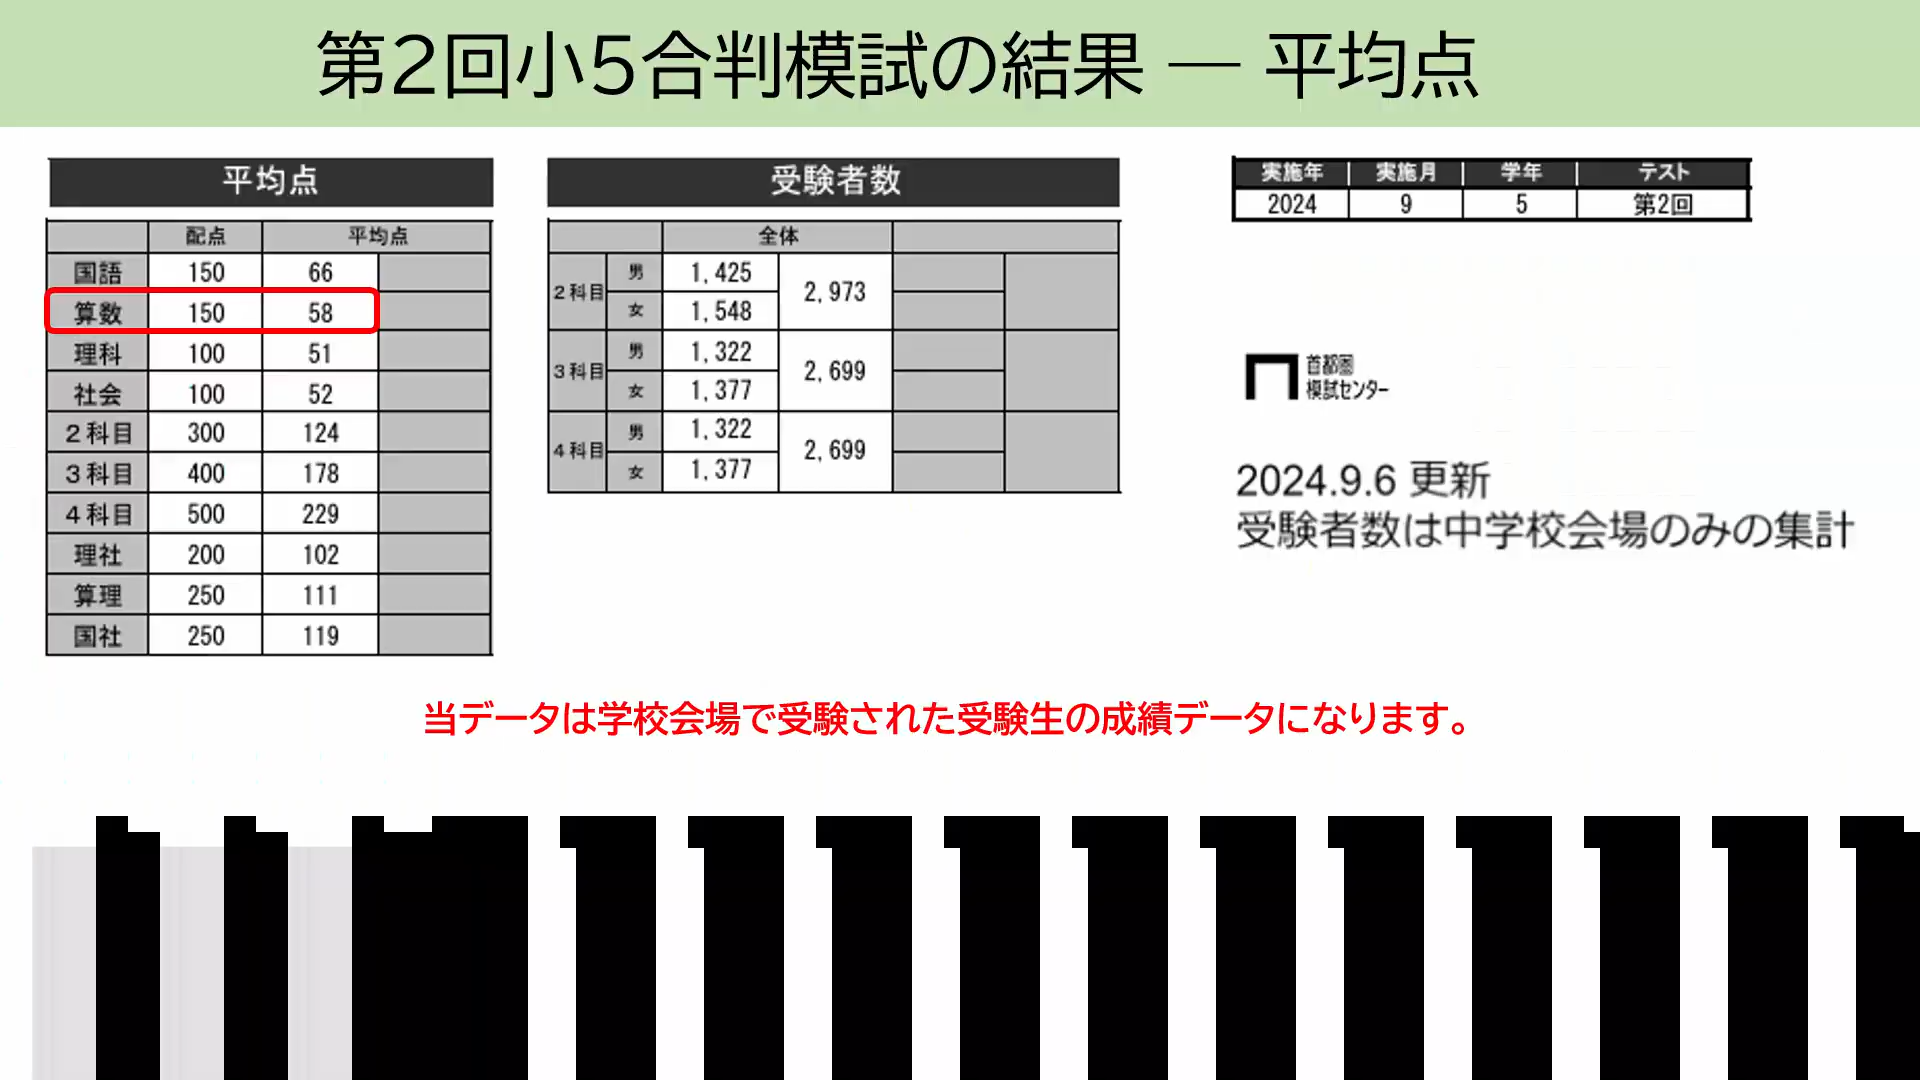 第2回小5合判模試の結果 ― 平均点
平均点
配点 平均点
国語 150 66
算数 150 58
理科 100 51
社会 100 52
2科目 300 124
3科目 400 178
4科目 500 229
理社 200 102
算理 250 111
国社 250 119
受験者数
全体
2科目 男 1,425 2,973
女 1,548
3科目 男 1,322 2,699
女 1,377
4科目 男 1,322 2,699
女 1,377
実施年 実施月 学年 テスト
2024 9 5 第2回
首都圏
模試センター
2024.9.6 更新
受験者数は中学校会場のみの集計
当データは学校会場で受験された受験生の成績データになります。